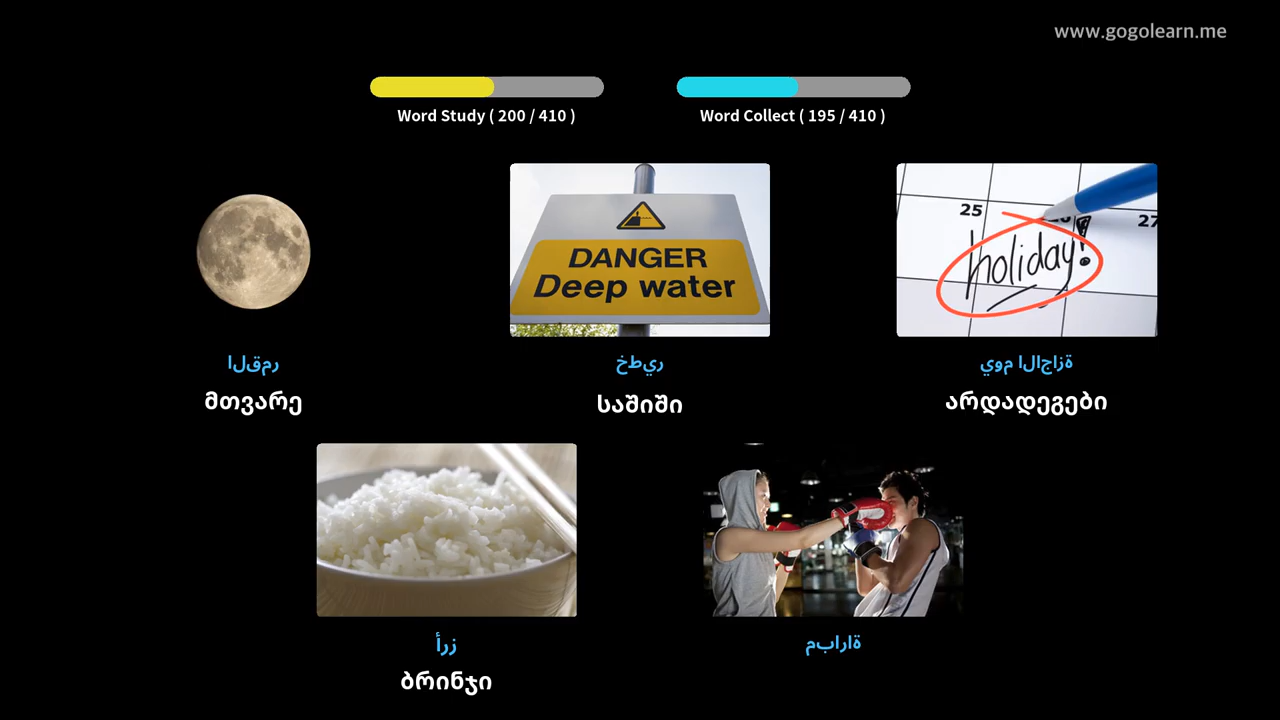 www.gogolearn.me
Word Study ( 200 / 410 )
Word Collect ( 195 / 410 )
DANGER
Deep water
25
27
holiday!
القمر
خطير
يوم الاجازة
მთვარე
საშიში
არდადეგები
أرز
مباراة
ბრინჯი